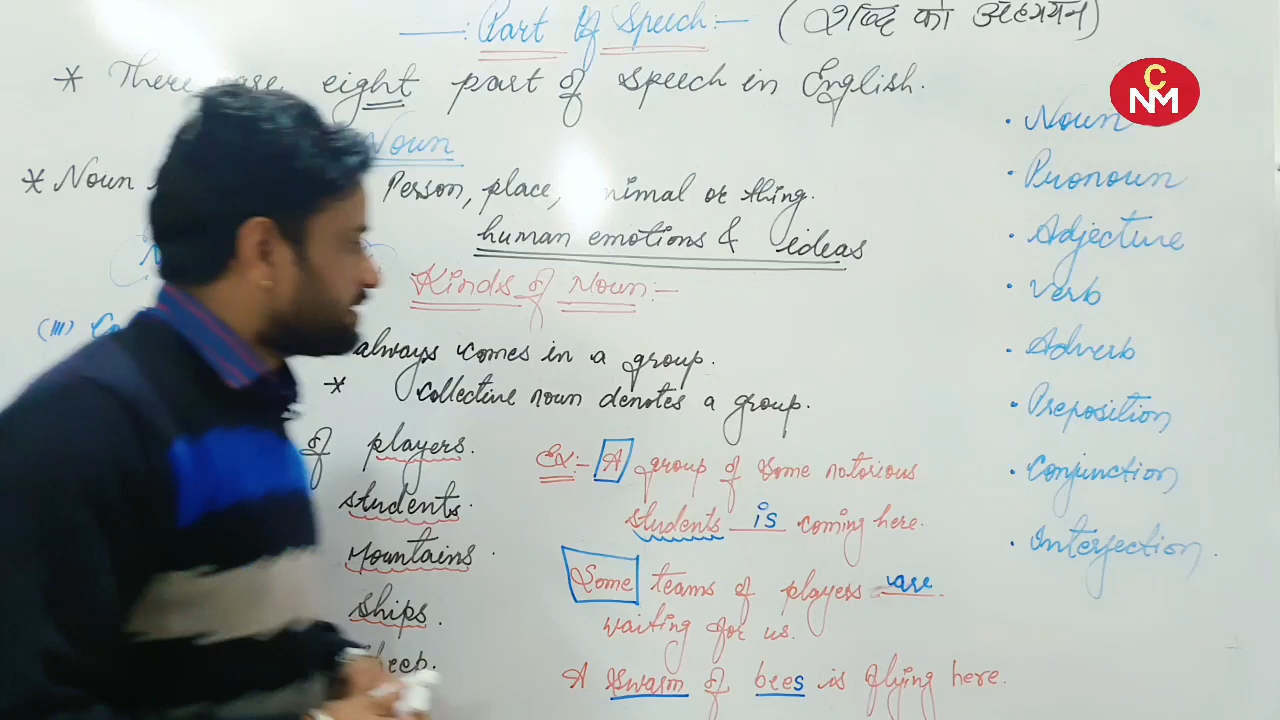 Part Of Speech:- (शब्दि का अध्ययन)
* There are eight part of speech in English.
Noun
* Noun Person, place, animal or thing.
human emotions & ideas
Kinds of Noun:-
(III) Co
always comes in a group.
* Collective noun denotes a group.
of players.
students.
Mountains.
ships.
sheep.
Ex:- A group of some notorious
students is coming here.
Some teams of players are
waiting for us.
A swarm of bees is flying here.
CNM
• Noun
• Pronoun
• Adjective
• Verb
• Adverb
• Preposition
• Conjunction
• Interjection.